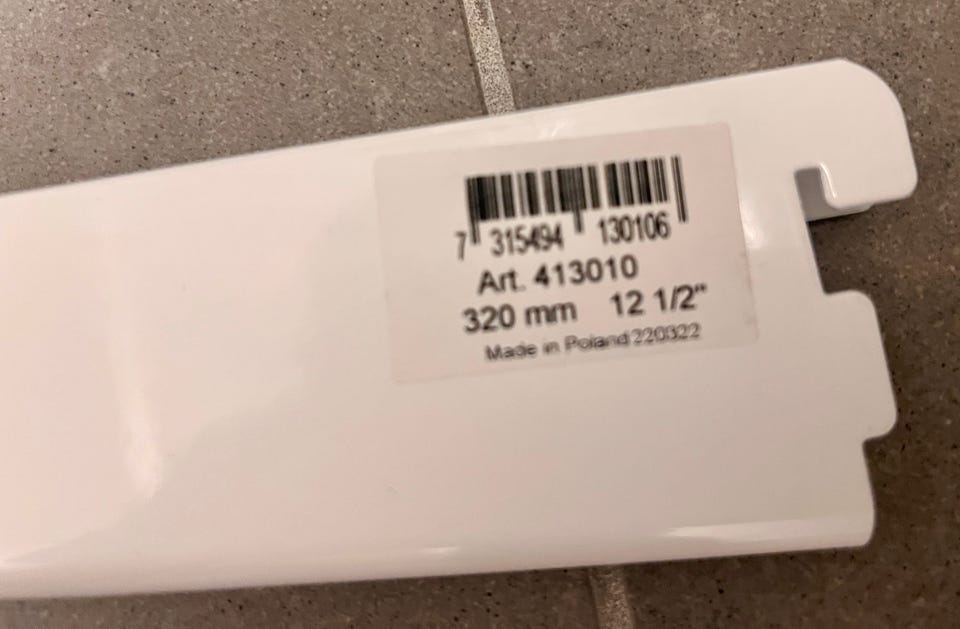 7 315494 130106
Art. 413010
320 mm 12 1/2"
Made in Poland 220322